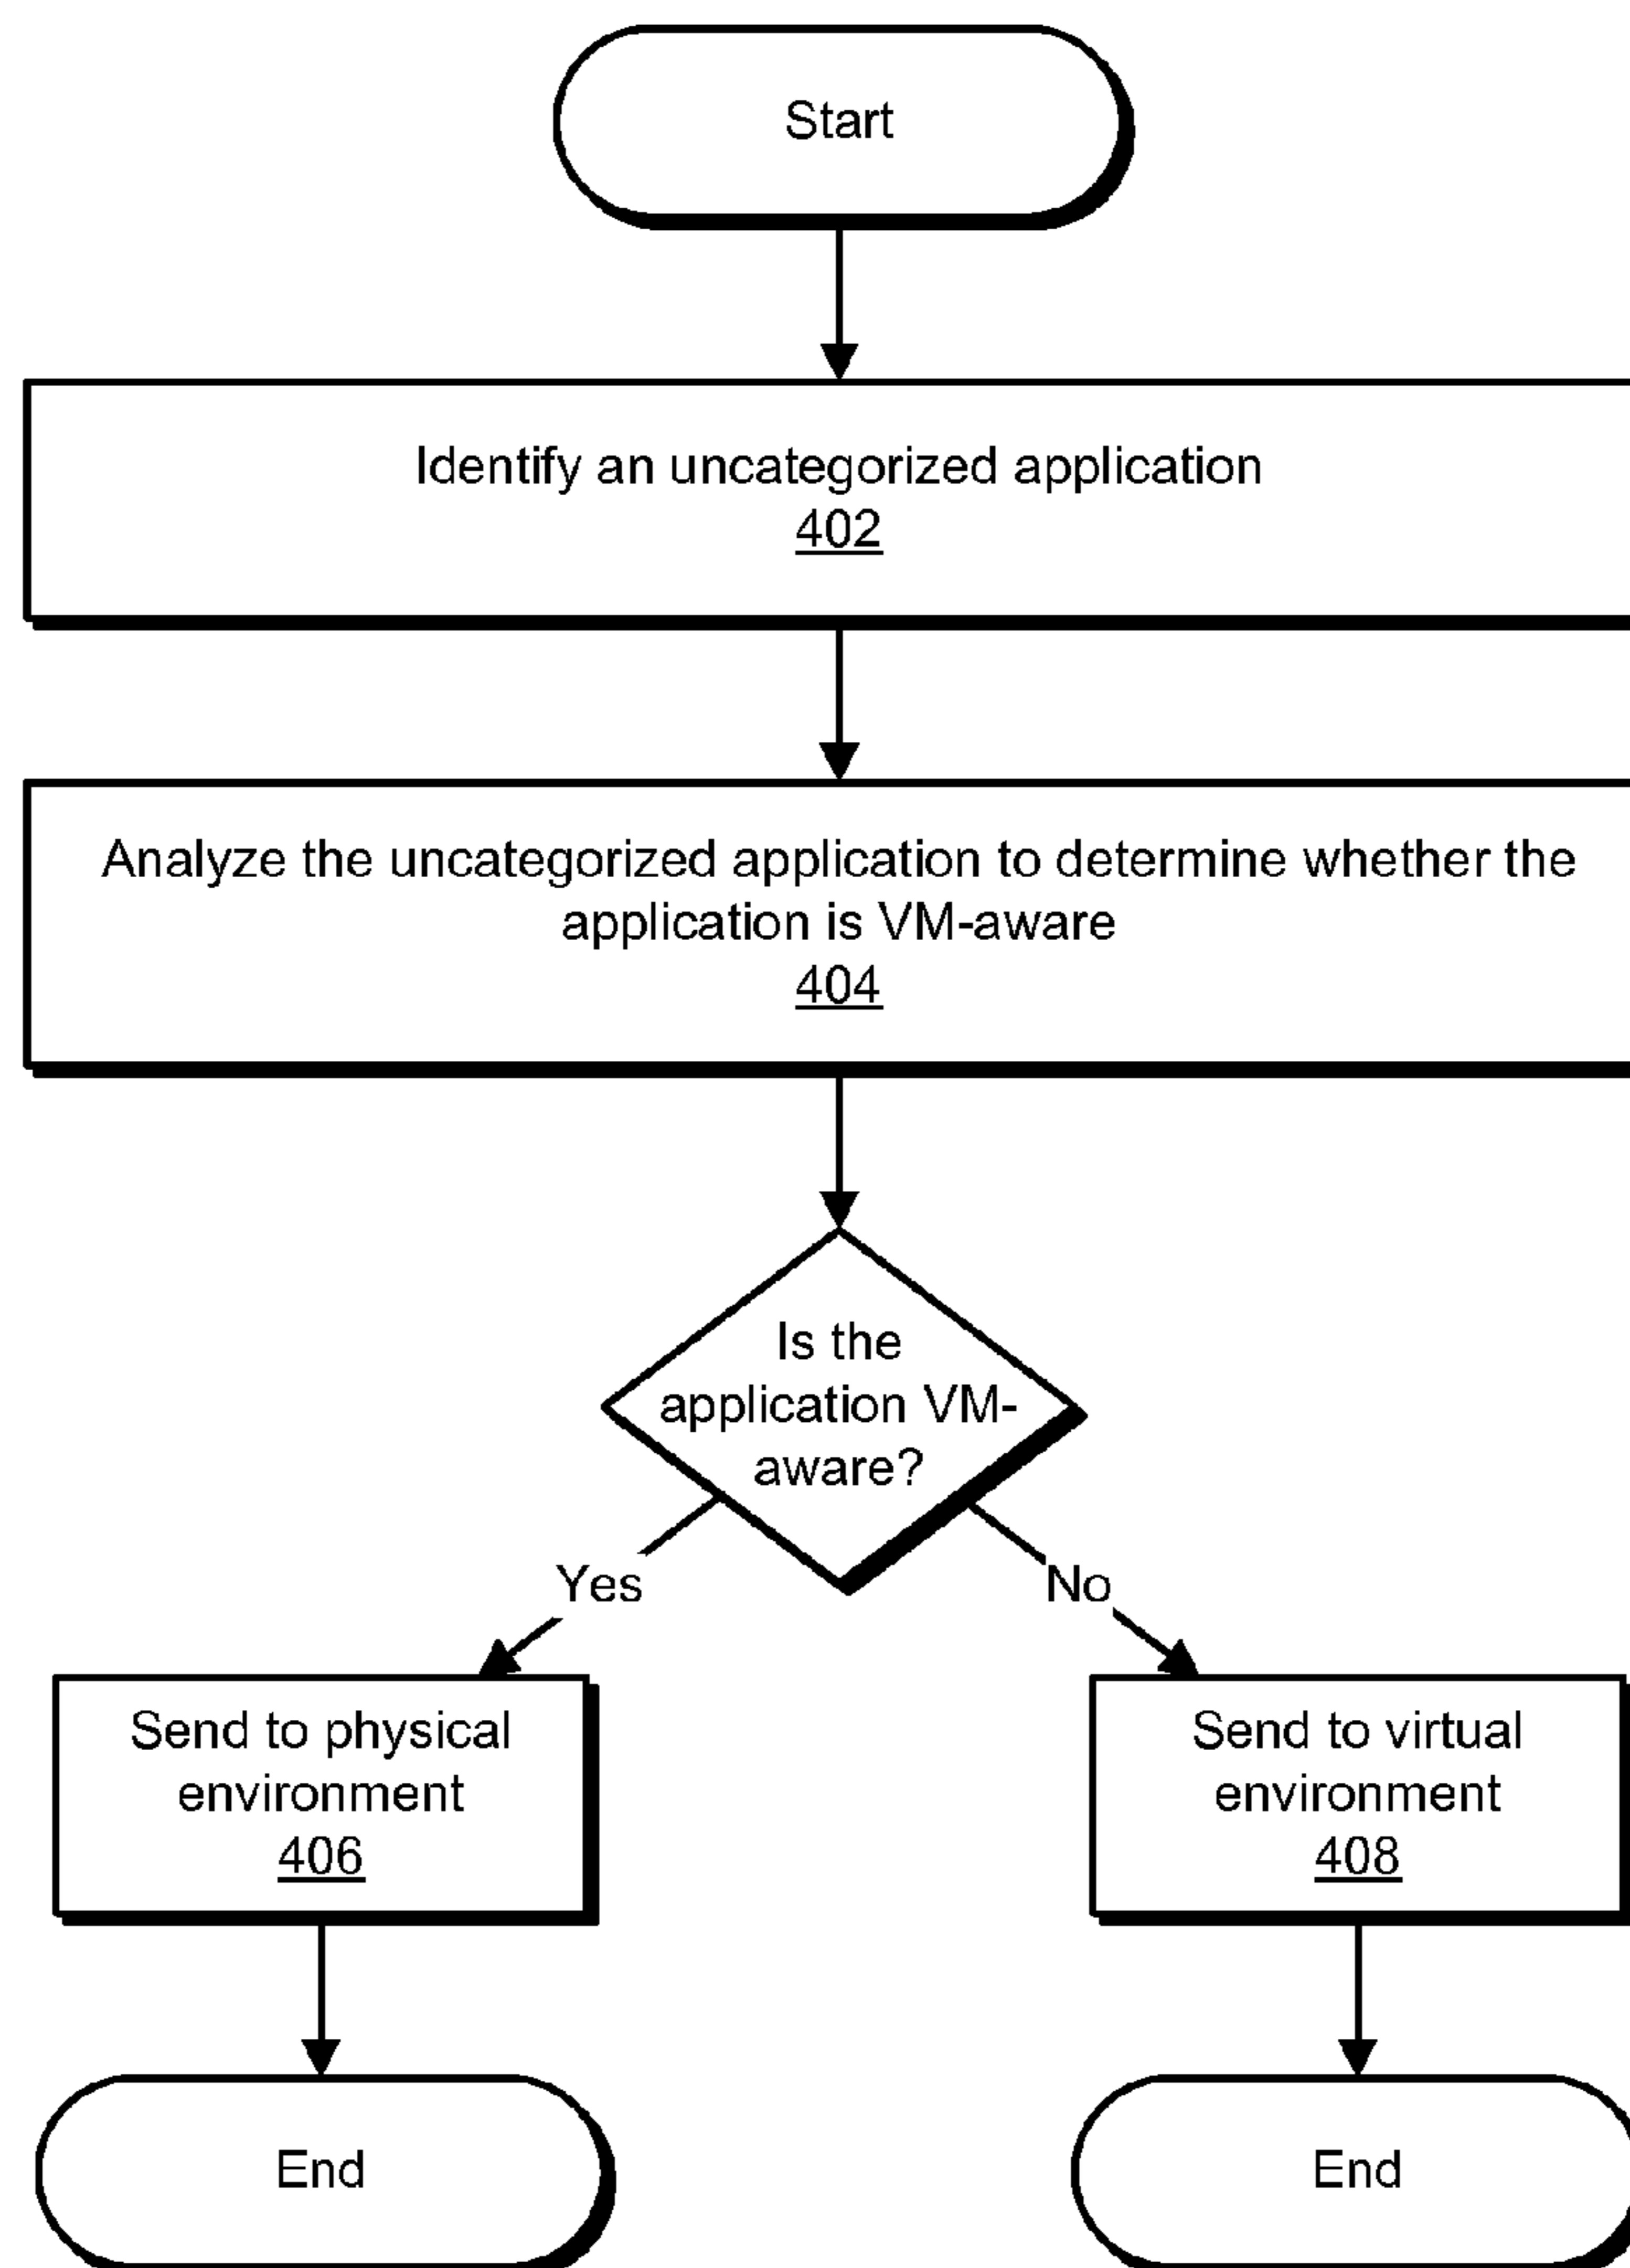 Start
Identify an uncategorized application
402
Analyze the uncategorized application to determine whether the
application is VM-aware
404
Is the
application VM-
aware?
Yes
No
Send to physical
environment
406
Send to virtual
environment
408
End
End